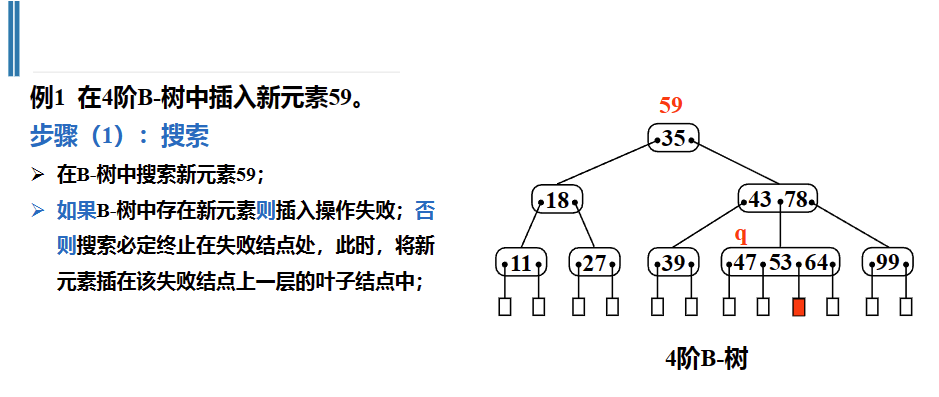 例1 在4阶B-树中插入新元素59。
步骤（1）：搜索
➢ 在B-树中搜索新元素59；
➢ 如果B-树中存在新元素则插入操作失败；否
则搜索必定终止在失败结点处，此时，将新
元素插在该失败结点上一层的叶子结点中；
59
35
18
43 78
q
11
27
39
47 53 64
99
4阶B-树